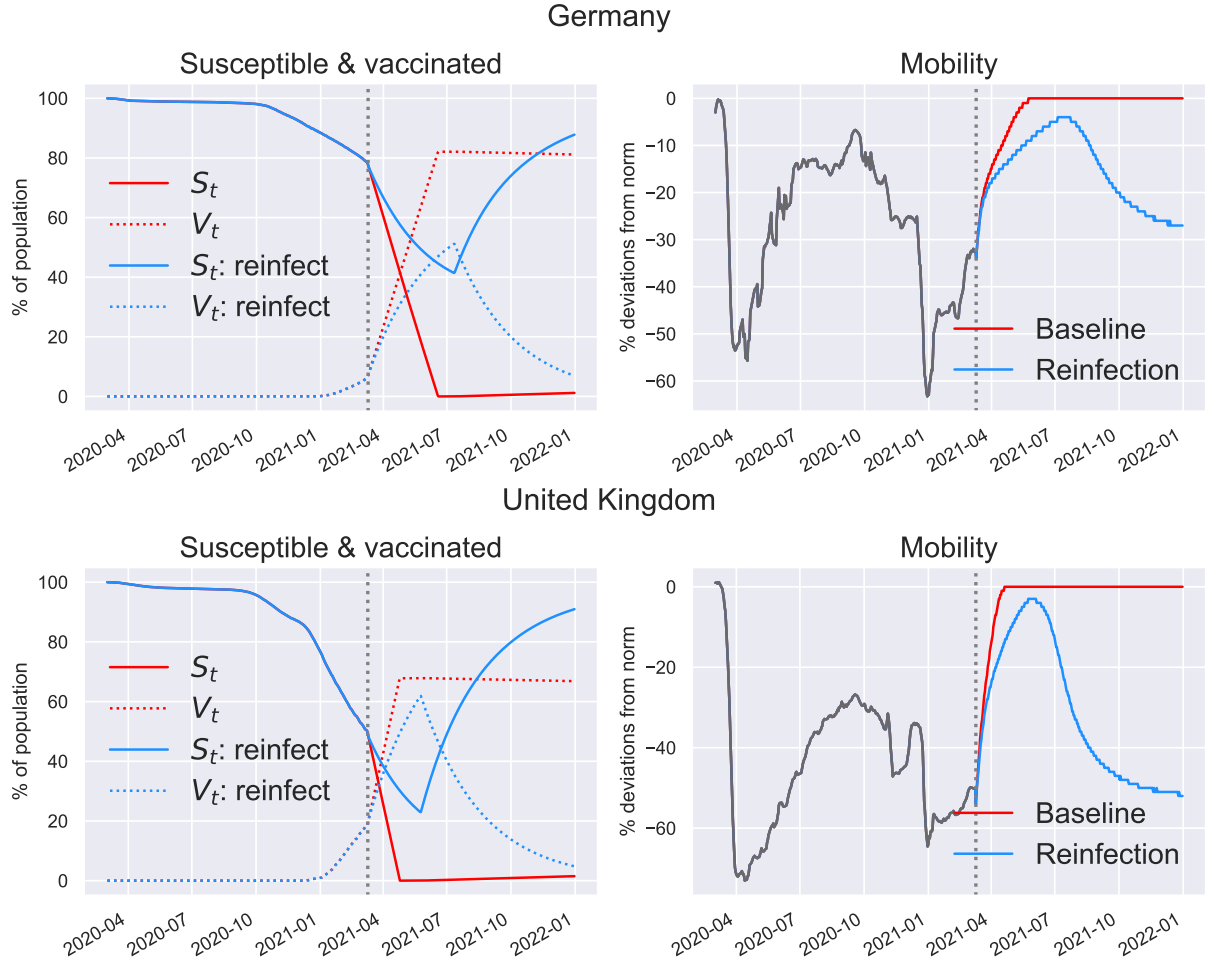 Germany
Susceptible & vaccinated
% of population
100
80
60
40
20
0
S_t
V_t
S_t: reinfect
V_t: reinfect
2020-04
2020-07
2020-10
2021-01
2021-04
2021-07
2021-10
2022-01
Mobility
% deviations from norm
0
−10
−20
−30
−40
−50
−60
Baseline
Reinfection
2020-04
2020-07
2020-10
2021-01
2021-04
2021-07
2021-10
2022-01
United Kingdom
Susceptible & vaccinated
% of population
100
80
60
40
20
0
S_t
V_t
S_t: reinfect
V_t: reinfect
2020-04
2020-07
2020-10
2021-01
2021-04
2021-07
2021-10
2022-01
Mobility
% deviations from norm
0
−20
−40
−60
Baseline
Reinfection
2020-04
2020-07
2020-10
2021-01
2021-04
2021-07
2021-10
2022-01